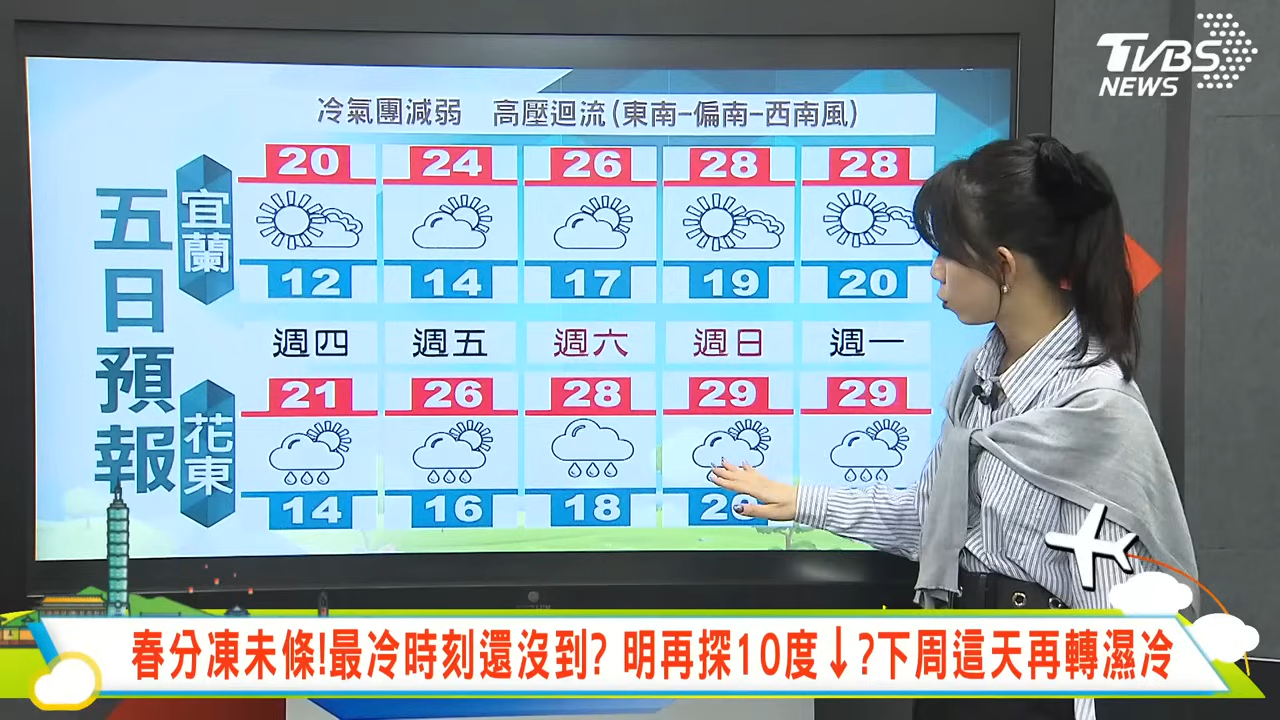 TVBS
NEWS
冷氣團減弱 高壓迴流(東南-偏南-西南風)
五日預報
宜蘭
20 24 26 28 28
12 14 17 19 20
週四 週五 週六 週日 週一
花東
21 26 28 29 29
14 16 18 20 20
春分凍未條!最冷時刻還沒到? 明再探10度↓?下周這天再轉濕冷